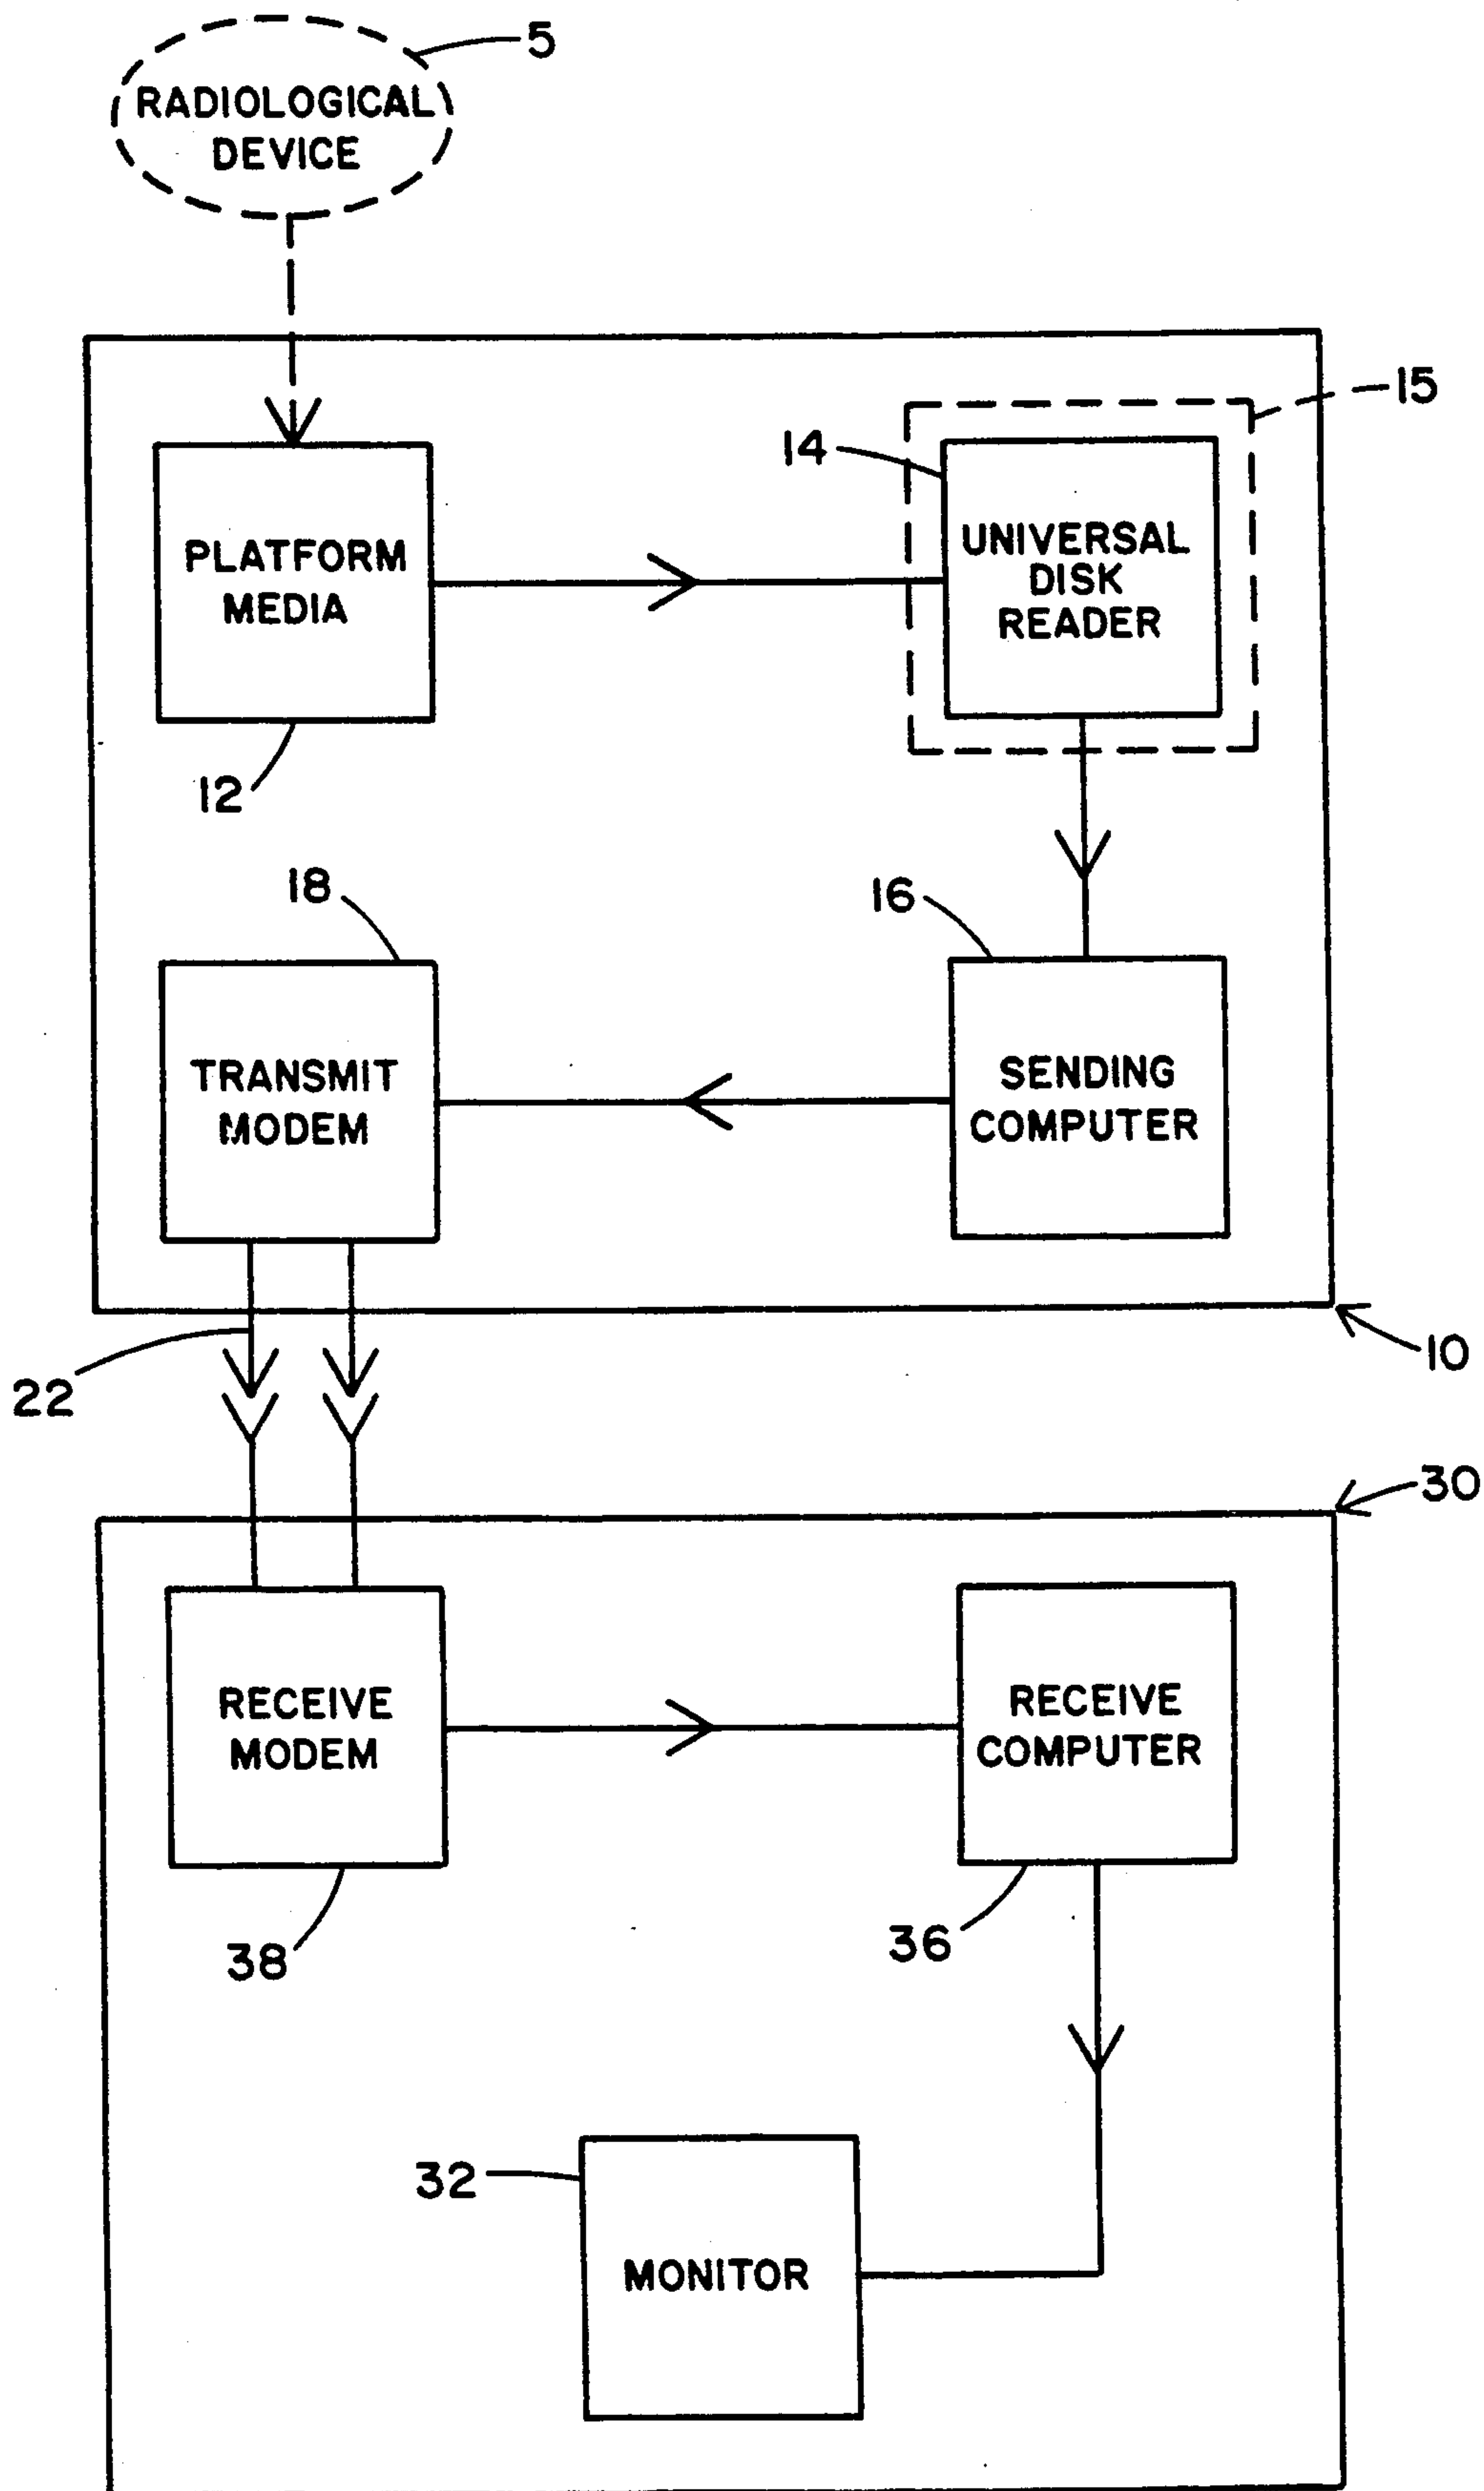 5
RADIOLOGICAL
DEVICE
15
14
PLATFORM
MEDIA
UNIVERSAL
DISK
READER
12
18
16
TRANSMIT
MODEM
SENDING
COMPUTER
10
22
30
RECEIVE
MODEM
RECEIVE
COMPUTER
38
36
32
MONITOR